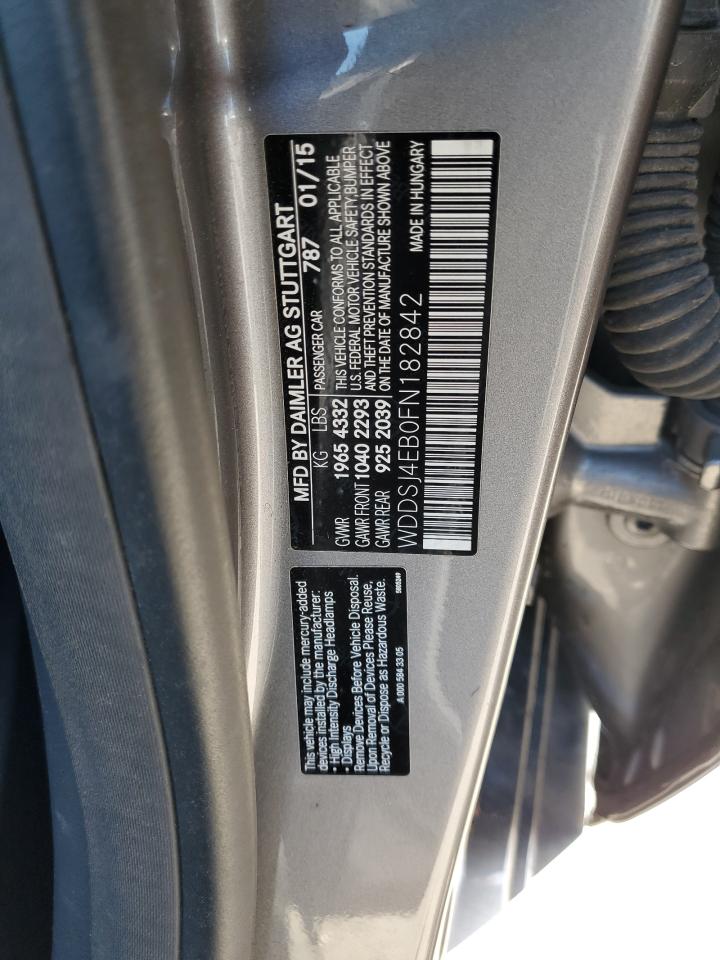 MFD BY DAIMLER AG STUTTGART
KG LBS 787 01/15
PASSENGER CAR
GVWR 1965 4332
GAWR FRONT 1040 2293
GAWR REAR 925 2039
THIS VEHICLE CONFORMS TO ALL APPLICABLE
U.S. FEDERAL MOTOR VEHICLE SAFETY,BUMPER
AND THEFT PREVENTION STANDARDS IN EFFECT
ON THE DATE OF MANUFACTURE SHOWN ABOVE
WDDSJ4EB0FN182842
MADE IN HUNGARY
This vehicle may include mercury-added
devices installed by the manufacturer:
• High Intensity Discharge Headlamps
• Displays
Remove Devices Before Vehicle Disposal.
Upon Removal of Devices Please Reuse,
Recycle or Dispose as Hazardous Waste.
A 000 584 33 05